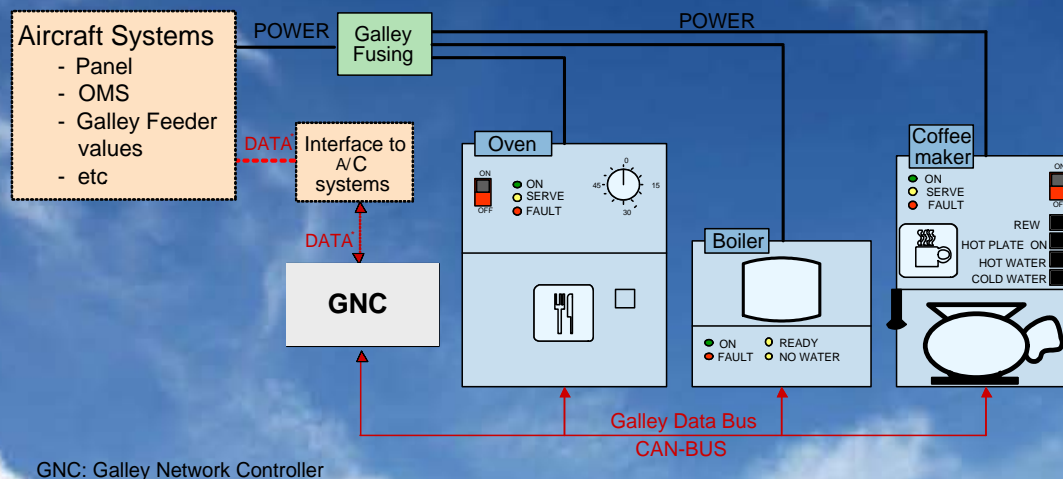 Aircraft Systems
- Panel
- OMS
- Galley Feeder
values
- etc
POWER
Galley
Fusing
POWER
DATA*
Interface to
A/C
systems
DATA*
GNC
Oven
ON
OFF
ON
SERVE
FAULT
0
15
30
45
Boiler
ON
FAULT
READY
NO WATER
Coffee
maker
ON
SERVE
FAULT
ON
OFF
REW
HOT PLATE ON
HOT WATER
COLD WATER
Galley Data Bus
CAN-BUS
GNC: Galley Network Controller